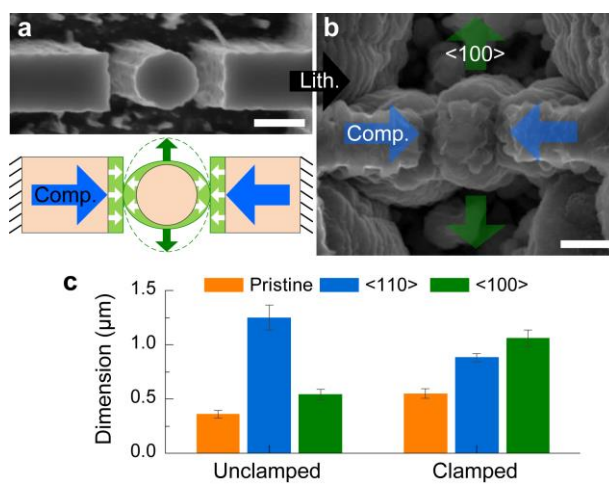 a
b
<100>
Lith.
Comp.
Comp.
c
Pristine <110> <100>
Dimension (μm)
1.5
1.0
0.5
0.0
Unclamped Clamped